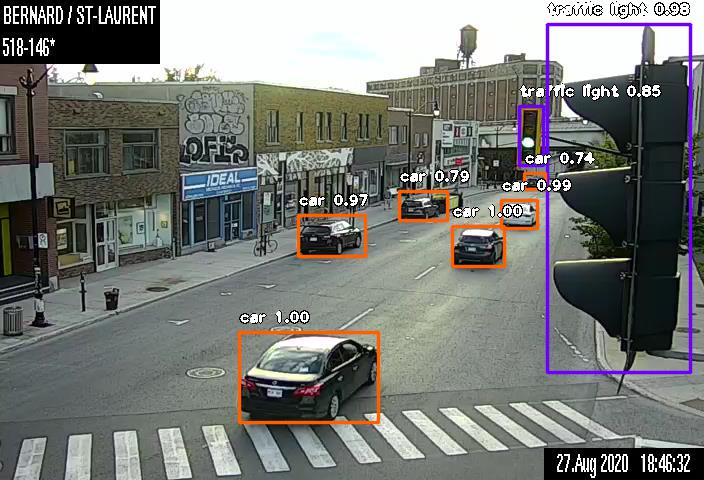 BERNARD / ST-LAURENT
518-146*
traffic light 0.98
traffic light 0.85
car 0.74
car 0.79
car 0.99
car 0.97
car 1.00
IDEAL
car 1.00
27.Aug 2020 18:46:32